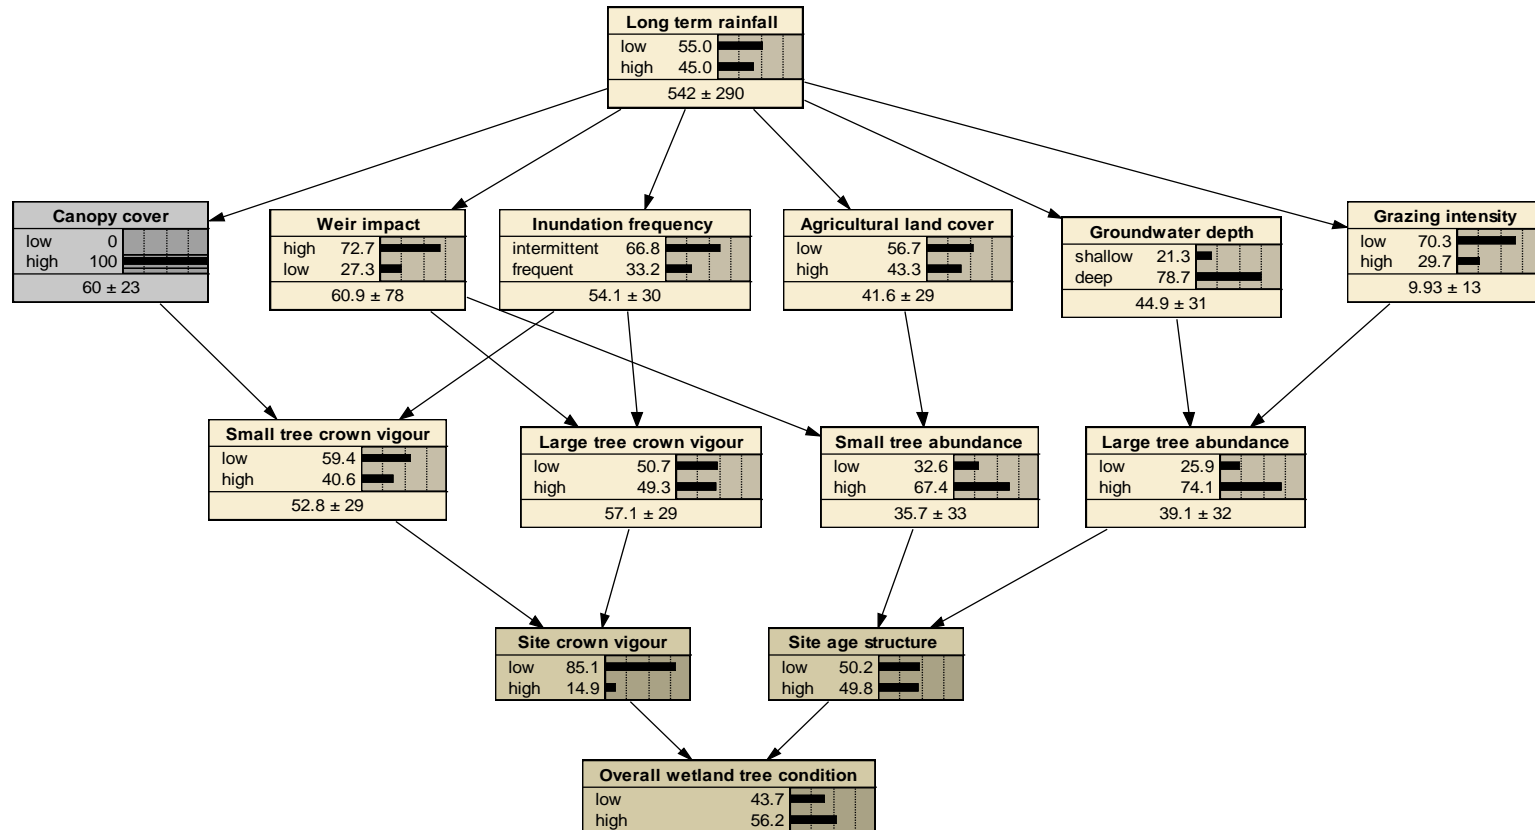 Long term rainfall
low 55.0
high 45.0
542 ± 290
Canopy cover
low 0
high 100
60 ± 23
Weir impact
high 72.7
low 27.3
60.9 ± 78
Inundation frequency
intermittent 66.8
frequent 33.2
54.1 ± 30
Agricultural land cover
low 56.7
high 43.3
41.6 ± 29
Groundwater depth
shallow 21.3
deep 78.7
44.9 ± 31
Grazing intensity
low 70.3
high 29.7
9.93 ± 13
Small tree crown vigour
low 59.4
high 40.6
52.8 ± 29
Large tree crown vigour
low 50.7
high 49.3
57.1 ± 29
Small tree abundance
low 32.6
high 67.4
35.7 ± 33
Large tree abundance
low 25.9
high 74.1
39.1 ± 32
Site crown vigour
low 85.1
high 14.9
Site age structure
low 50.2
high 49.8
Overall wetland tree condition
low 43.7
high 56.2